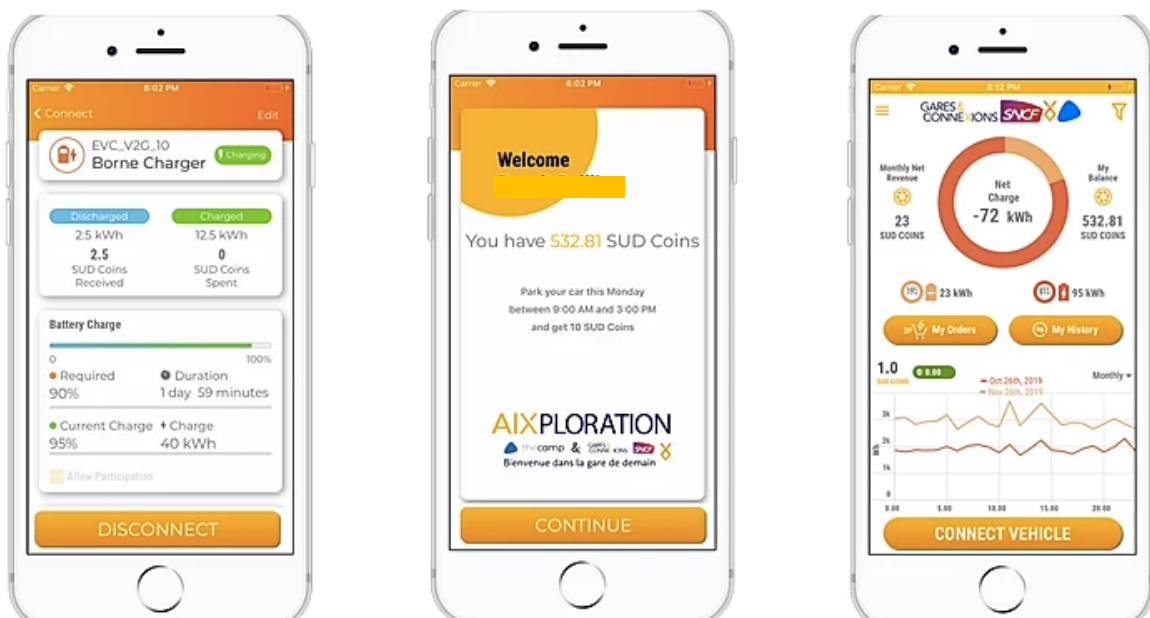 Carrier 6:02 PM
Connect Edit
EVC_V2G_10
Borne Charger Charging
Discharged Charged
2.5 kWh 12.5 kWh
2.5 0
SUD Coins SUD Coins
Received Spent
Battery Charge
0 100%
Required Duration
90% 1 day 59 minutes
Current Charge Charge
95% 40 kWh
Allow Participation
DISCONNECT
Carrier 6:02 PM
Welcome
You have 532.81 SUD Coins
Park your car this Monday
between 9:00 AM and 3:00 PM
and get 10 SUD Coins
AIXPLORATION
thecamp & GARES & CONNEXIONS SNCF
Bienvenue dans la gare de demain
Carrier 6:12 PM
GARES &
CONNEXIONS SNCF
Monthly Net
Revenue
23
SUD COINS
Net
Charge
-72 kWh
My
Balance
532.81
SUD COINS
23 kWh 95 kWh
My Orders My History
1.0
SUD COINS
0.00
Monthly
Oct 26th, 2019
Nov 25th, 2019
3k
2k
1k
0
Wh
0.00 5.00 10.00 15.00 20.00
CONNECT VEHICLE